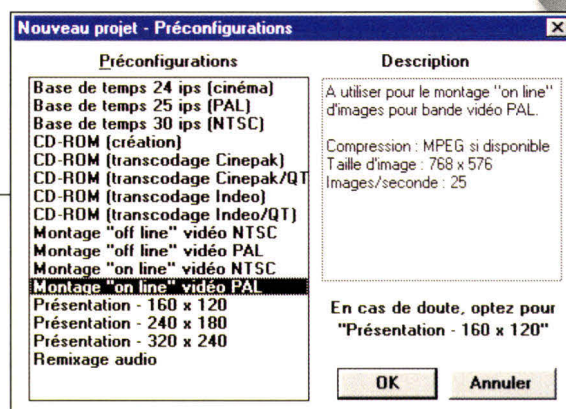 Nouveau projet - Préconfigurations
Préconfigurations
Base de temps 24 ips (cinéma)
Base de temps 25 ips (PAL)
Base de temps 30 ips (NTSC)
CD-ROM (création)
CD-ROM (transcodage Cinepak)
CD-ROM (transcodage Cinepak/QT
CD-ROM (transcodage Indeo)
CD-ROM (transcodage Indeo/QT)
Montage "off line" vidéo NTSC
Montage "off line" vidéo PAL
Montage "on line" vidéo NTSC
Montage "on line" vidéo PAL
Présentation - 160 x 120
Présentation - 240 x 180
Présentation - 320 x 240
Remixage audio
Description
A utiliser pour le montage "on line"
d'images pour bande vidéo PAL.
Compression : MPEG si disponible
Taille d'image : 768 x 576
Images/seconde : 25
En cas de doute, optez pour
"Présentation - 160 x 120"
OK
Annuler